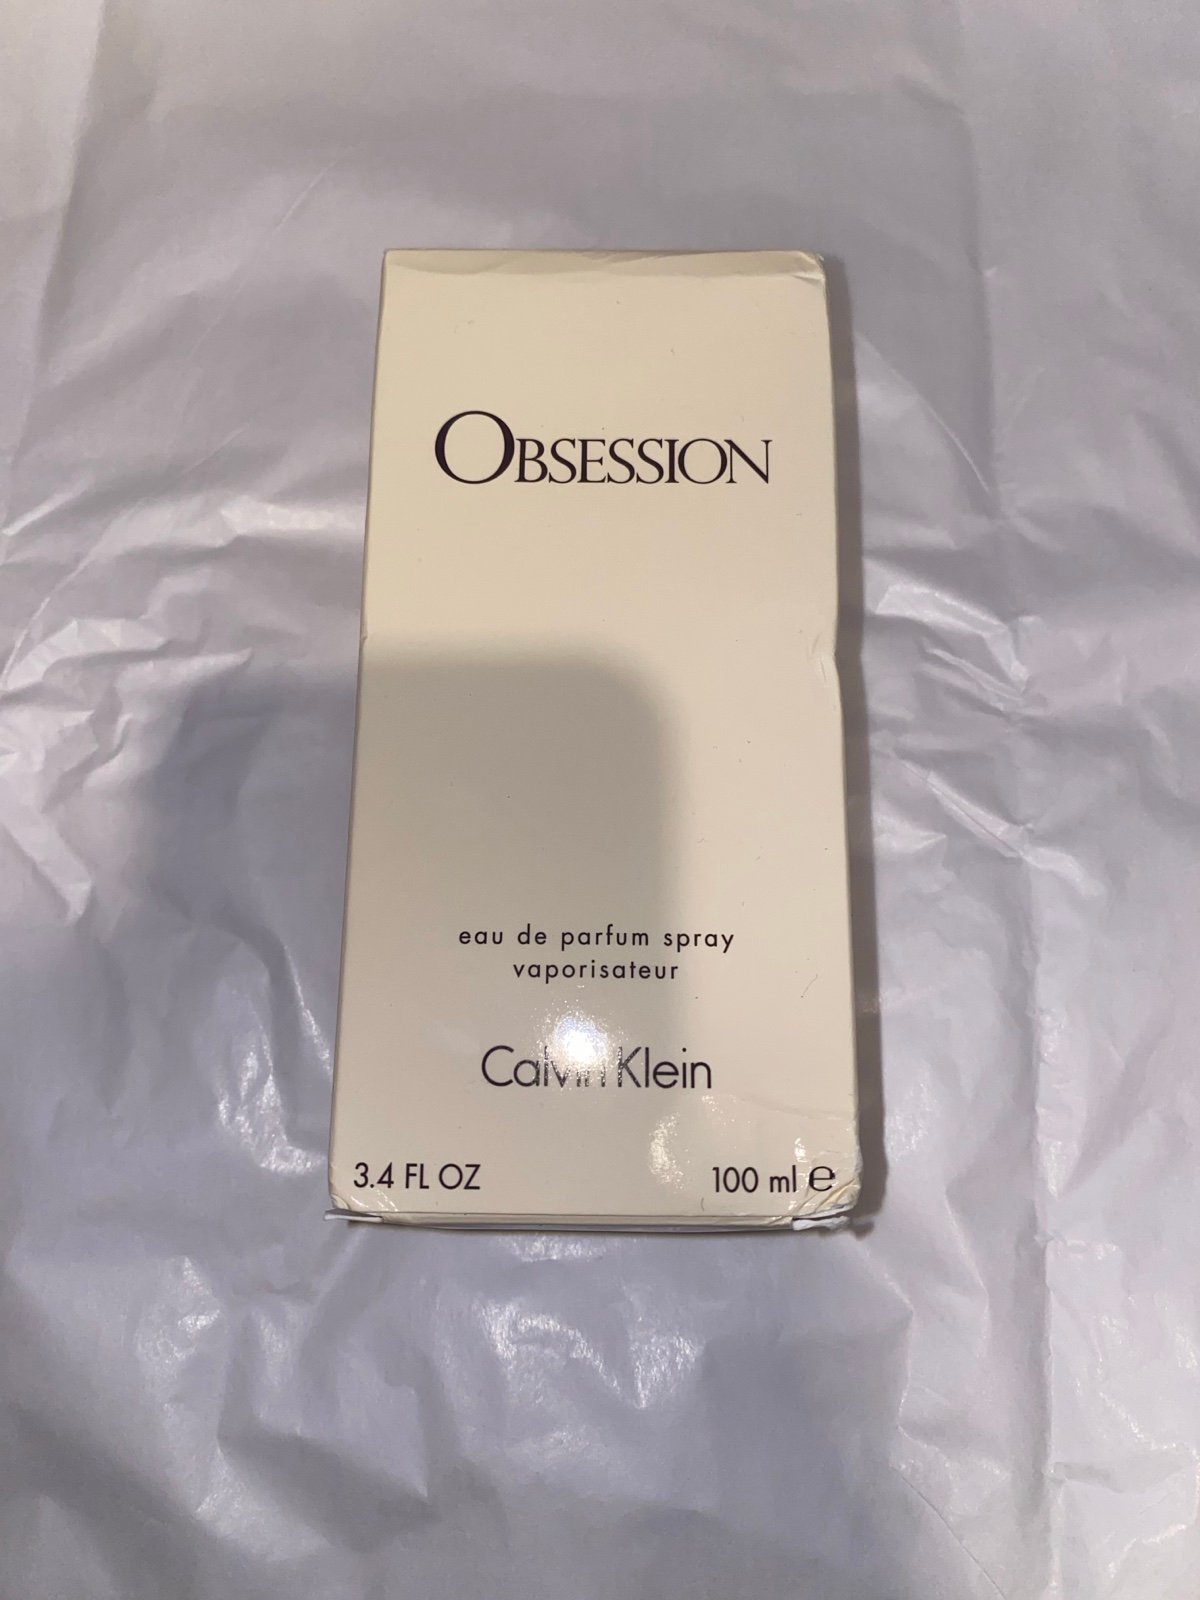 OBSESSION
eau de parfum spray
vaporisateur
Calvin Klein
3.4 FL OZ 100 ml ℮